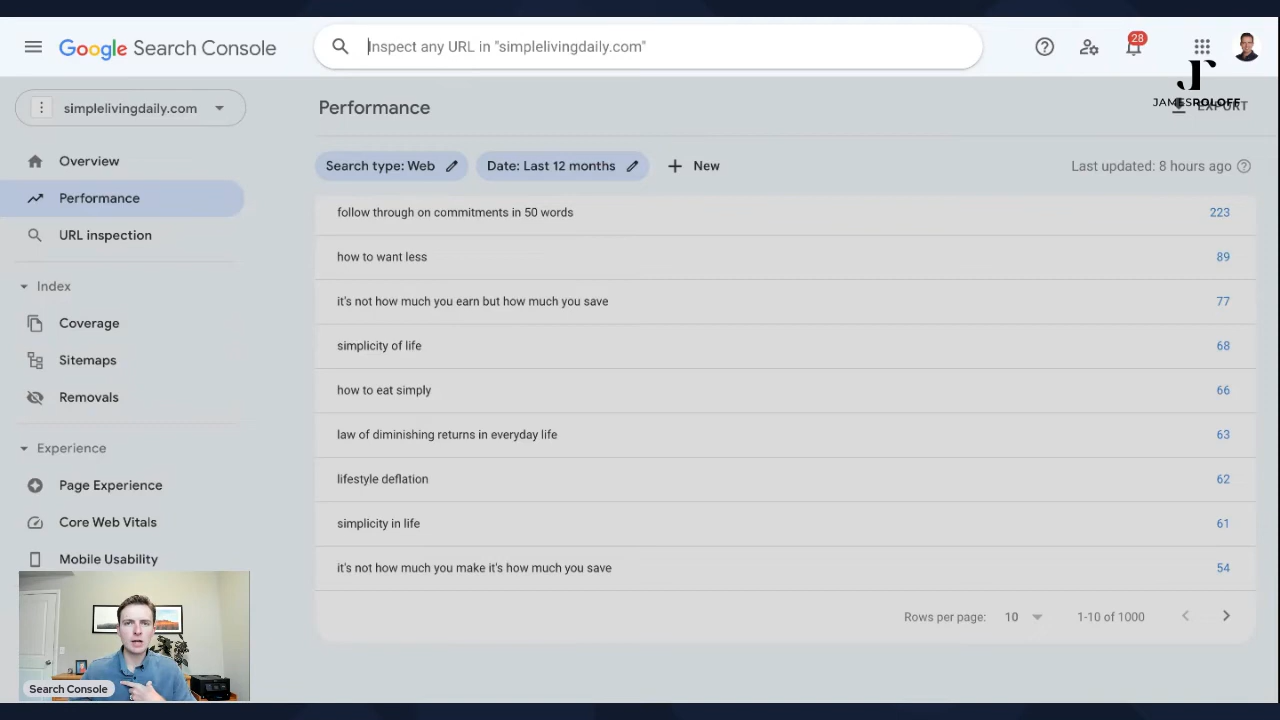 Google Search Console
Inspect any URL in "simplelivingdaily.com"
28
JAMESROLOFF
simplelivingdaily.com
Performance
EXPORT
Overview
Performance
URL inspection
Index
Coverage
Sitemaps
Removals
Experience
Page Experience
Core Web Vitals
Mobile Usability
Search type: Web
Date: Last 12 months
New
Last updated: 8 hours ago
follow through on commitments in 50 words 223
how to want less 89
it's not how much you earn but how much you save 77
simplicity of life 68
how to eat simply 66
law of diminishing returns in everyday life 63
lifestyle deflation 62
simplicity in life 61
it's not how much you make it's how much you save 54
Rows per page: 10 1-10 of 1000
Search Console